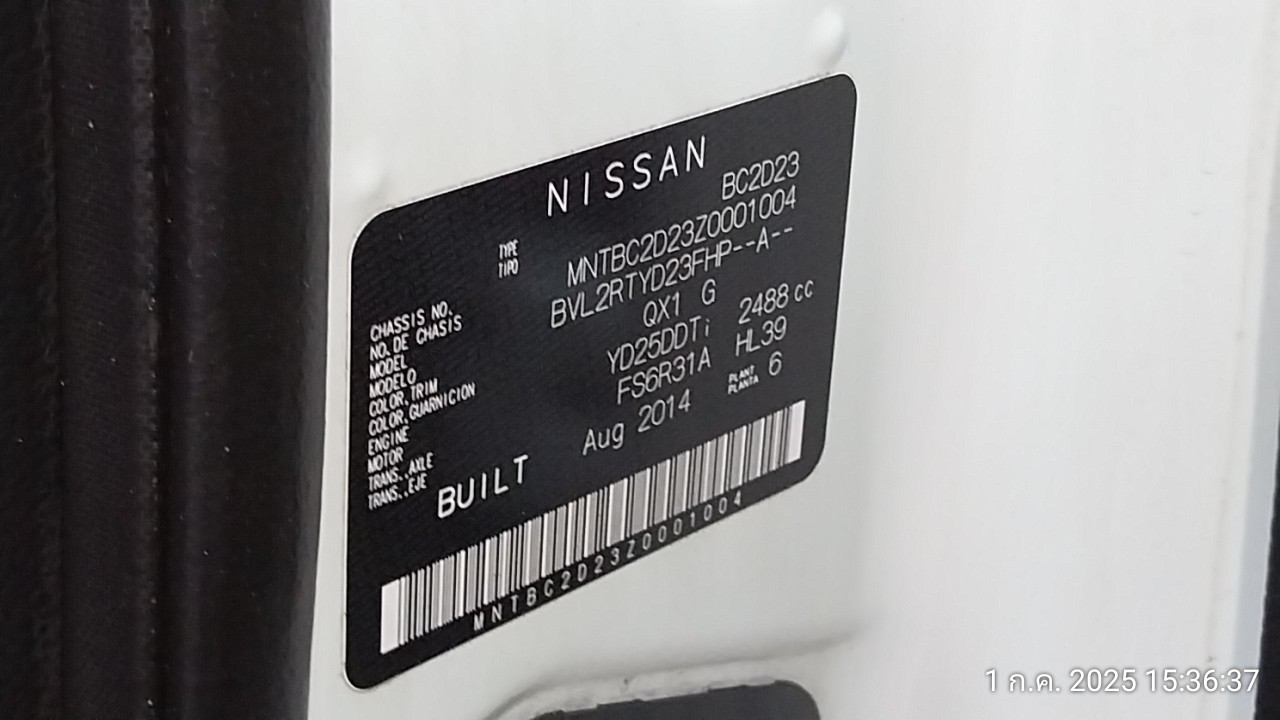 NISSAN
TYPE BC2D23
TIPO
CHASSIS NO. MNTBC2D23Z0001004
NO. DE CHASIS
MODEL BVL2RTYD23FHP--A--
MODELO
COLOR, TRIM QX1 G
COLOR, GUARNICION
ENGINE YD25DDTi 2488 cc
MOTOR
TRANS., AXLE FS6R31A HL39
TRANS., EJE
BUILT Aug 2014 PLANT 6
PLANTA
MNTBC2D23Z0001004
1 ก.ค. 2025 15:36:37